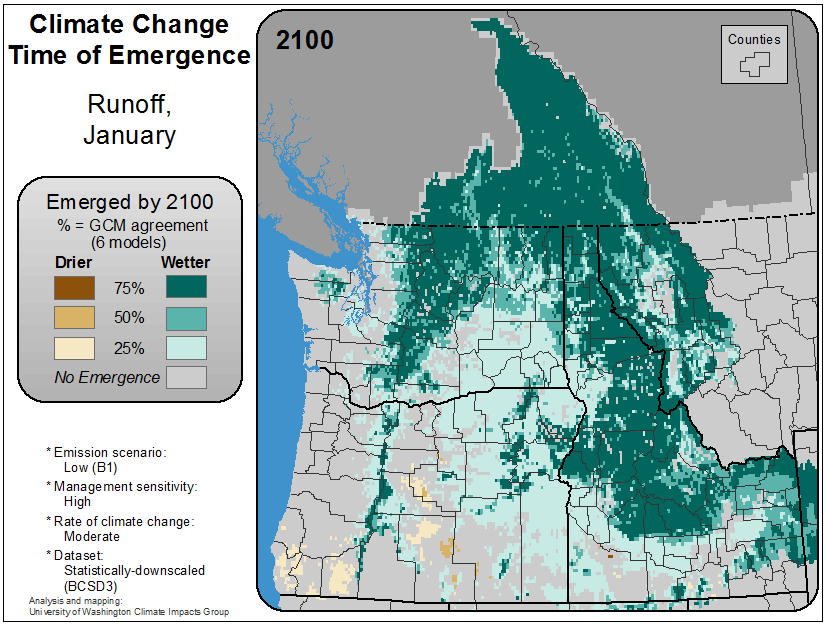 Climate Change
Time of Emergence
Runoff,
January
Emerged by 2100
% = GCM agreement
(6 models)
Drier Wetter
75%
50%
25%
No Emergence
* Emission scenario:
Low (B1)
* Management sensitivity:
High
* Rate of climate change:
Moderate
* Dataset:
Statistically-downscaled
(BCSD3)
Analysis and mapping:
University of Washington Climate Impacts Group
2100
Counties